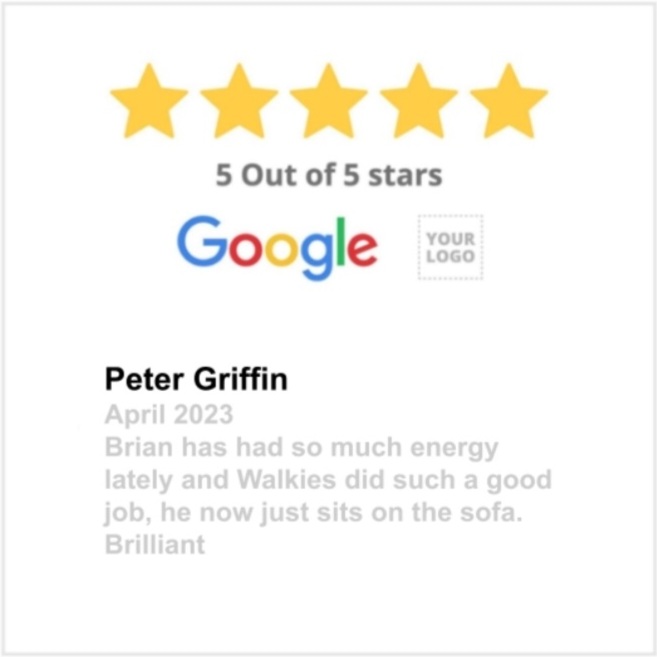 5 Out of 5 stars
Google
YOUR
LOGO
Peter Griffin
April 2023
Brian has had so much energy
lately and Walkies did such a good
job, he now just sits on the sofa.
Brilliant